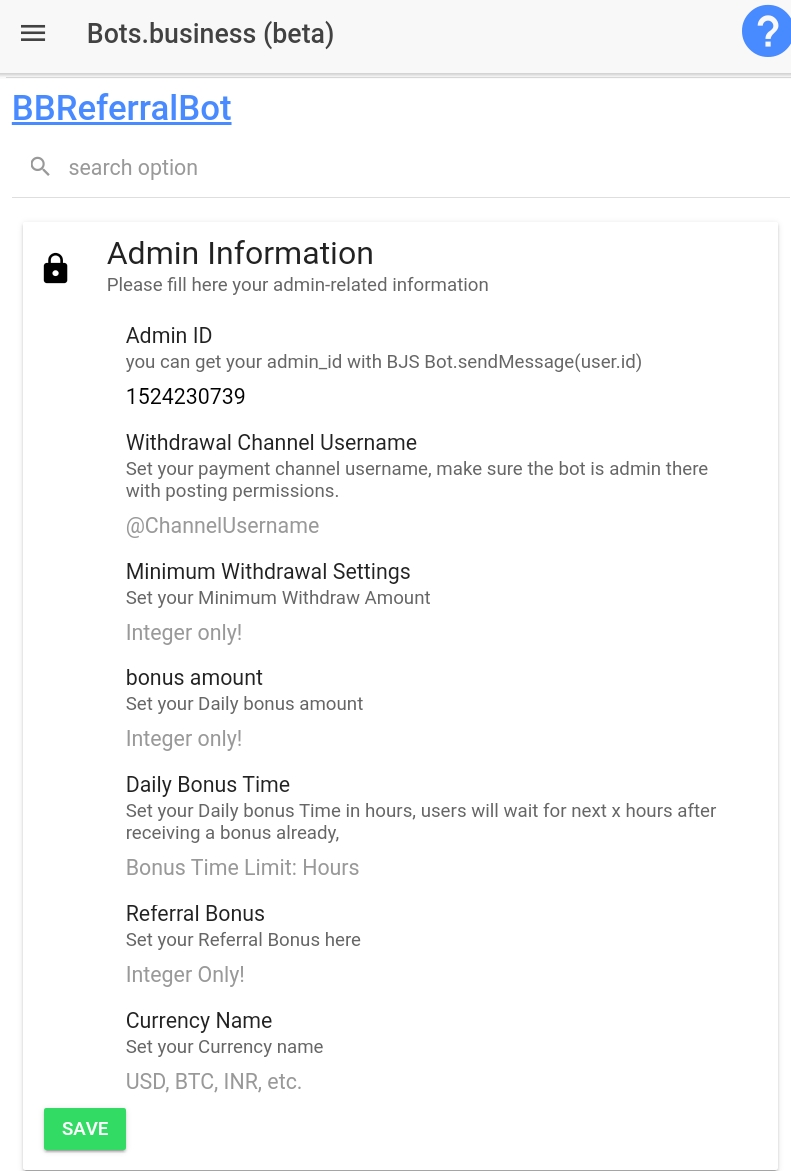 Bots.business (beta)
?
BBReferralBot
search option
Admin Information
Please fill here your admin-related information
Admin ID
you can get your admin_id with BJS Bot.sendMessage(user.id)
1524230739
Withdrawal Channel Username
Set your payment channel username, make sure the bot is admin there
with posting permissions.
@ChannelUsername
Minimum Withdrawal Settings
Set your Minimum Withdraw Amount
Integer only!
bonus amount
Set your Daily bonus amount
Integer only!
Daily Bonus Time
Set your Daily bonus Time in hours, users will wait for next x hours after
receiving a bonus already,
Bonus Time Limit: Hours
Referral Bonus
Set your Referral Bonus here
Integer Only!
Currency Name
Set your Currency name
USD, BTC, INR, etc.
SAVE